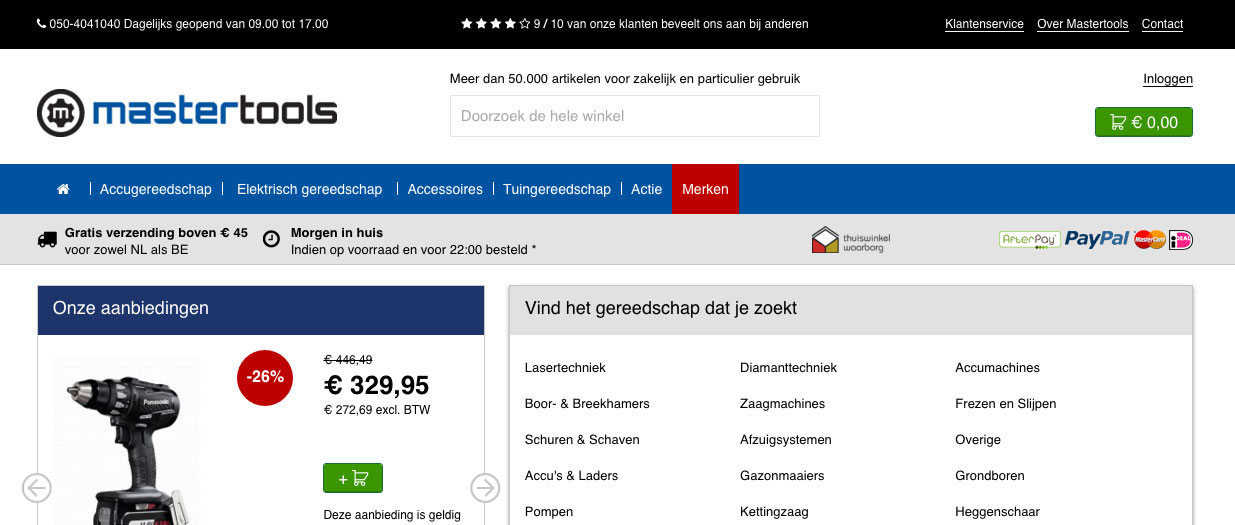 050-4041040 Dagelijks geopend van 09.00 tot 17.00
9 / 10 van onze klanten beveelt ons aan bij anderen
Klantenservice Over Mastertools Contact
Meer dan 50.000 artikelen voor zakelijk en particulier gebruik
Inloggen
mastertools
Doorzoek de hele winkel
€ 0,00
Accugereedschap Elektrisch gereedschap Accessoires Tuingereedschap Actie Merken
Gratis verzending boven € 45
voor zowel NL als BE
Morgen in huis
Indien op voorraad en voor 22:00 besteld *
thuiswinkel
waarborg
AfterPay PayPal MasterCard iDEAL
Onze aanbiedingen
-26%
€ 446,49
€ 329,95
€ 272,69 excl. BTW
Panasonic
+
Deze aanbieding is geldig
Vind het gereedschap dat je zoekt
Lasertechniek Diamanttechniek Accumachines
Boor- & Breekhamers Zaagmachines Frezen en Slijpen
Schuren & Schaven Afzuigsystemen Overige
Accu's & Laders Gazonmaaiers Grondboren
Pompen Kettingzaag Heggenschaar